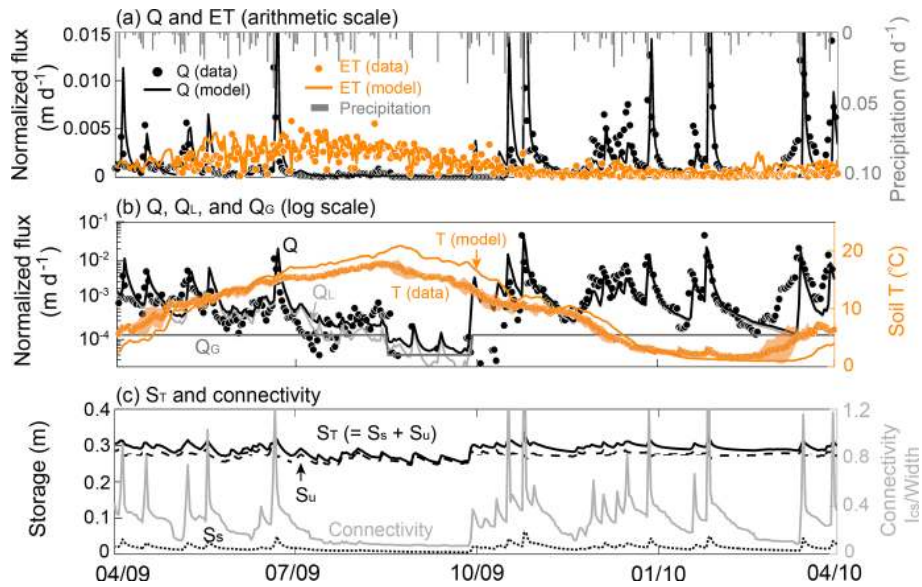 (a) Q and ET (arithmetic scale)
Normalized flux
(m d⁻¹)
0.015
0.010
0.005
0
Q (data)
Q (model)
ET (data)
ET (model)
Precipitation
0
0.05
0.10
Precipitation (m d⁻¹)
(b) Q, QL, and QG (log scale)
Normalized flux
(m d⁻¹)
10⁻¹
10⁻²
10⁻³
10⁻⁴
Q
QL
QG
T (model)
T (data)
20
10
0
Soil T (°C)
(c) ST and connectivity
Storage (m)
0.4
0.3
0.2
0.1
0
ST (= Ss + Su)
Su
Ss
Connectivity
1.2
0.8
0.4
0
Connectivity
lcs/Width
04/09
07/09
10/09
01/10
04/10